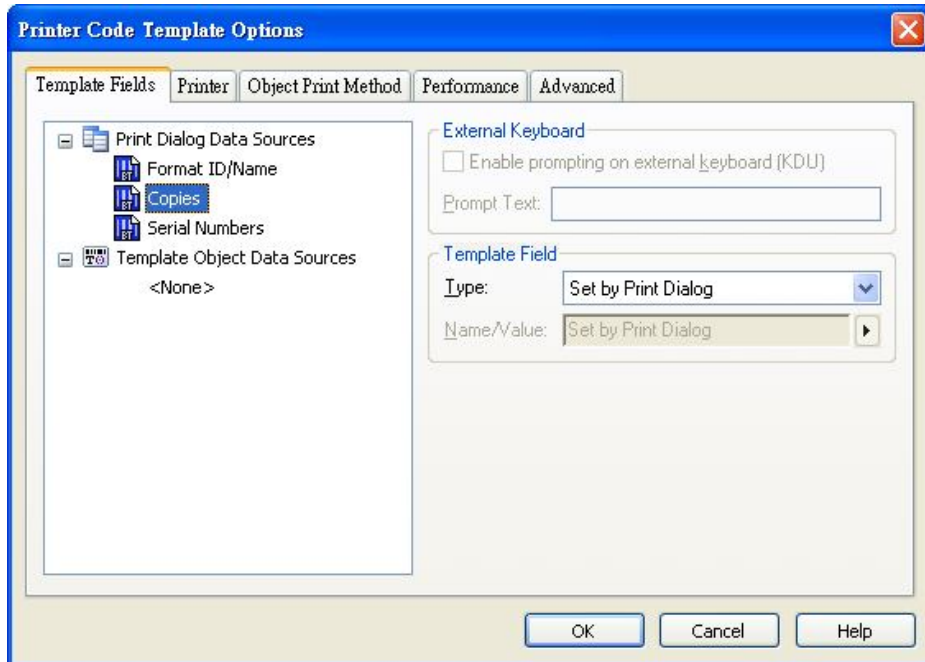 Printer Code Template Options
Template Fields
Printer
Object Print Method
Performance
Advanced
Print Dialog Data Sources
Format ID/Name
Copies
Serial Numbers
Template Object Data Sources
<None>
External Keyboard
Enable prompting on external keyboard (KDU)
Prompt Text:
Template Field
Type:
Set by Print Dialog
Name/Value:
Set by Print Dialog
OK
Cancel
Help